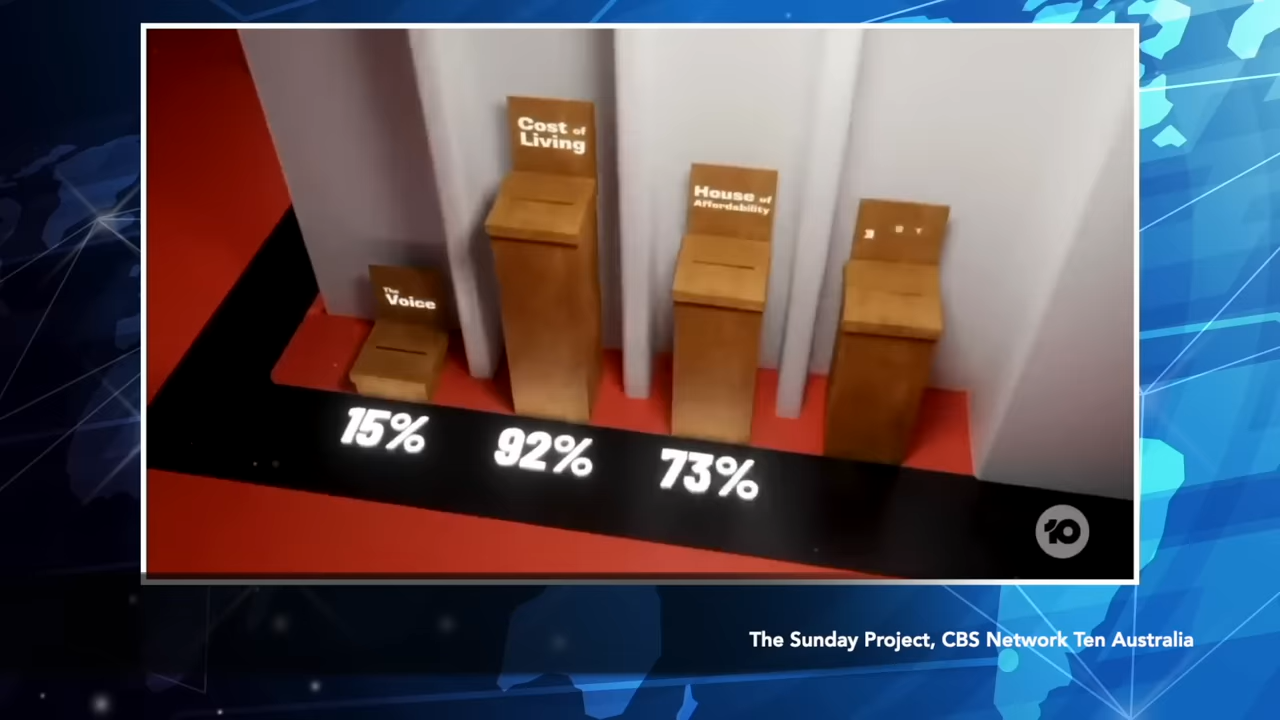 Cost of
Living
House of
Affordability
The
Voice
15%
92%
73%
10
The Sunday Project, CBS Network Ten Australia